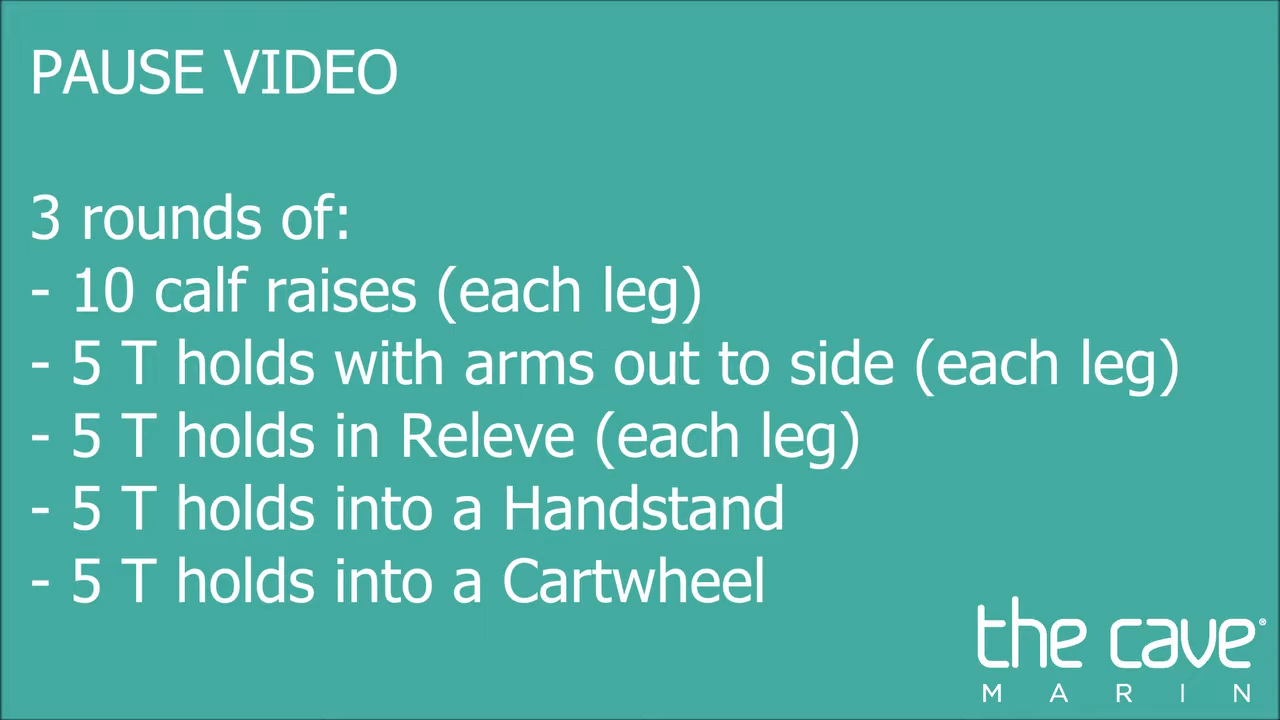 PAUSE VIDEO
3 rounds of:
- 10 calf raises (each leg)
- 5 T holds with arms out to side (each leg)
- 5 T holds in Releve (each leg)
- 5 T holds into a Handstand
- 5 T holds into a Cartwheel
the cave®
MARIN